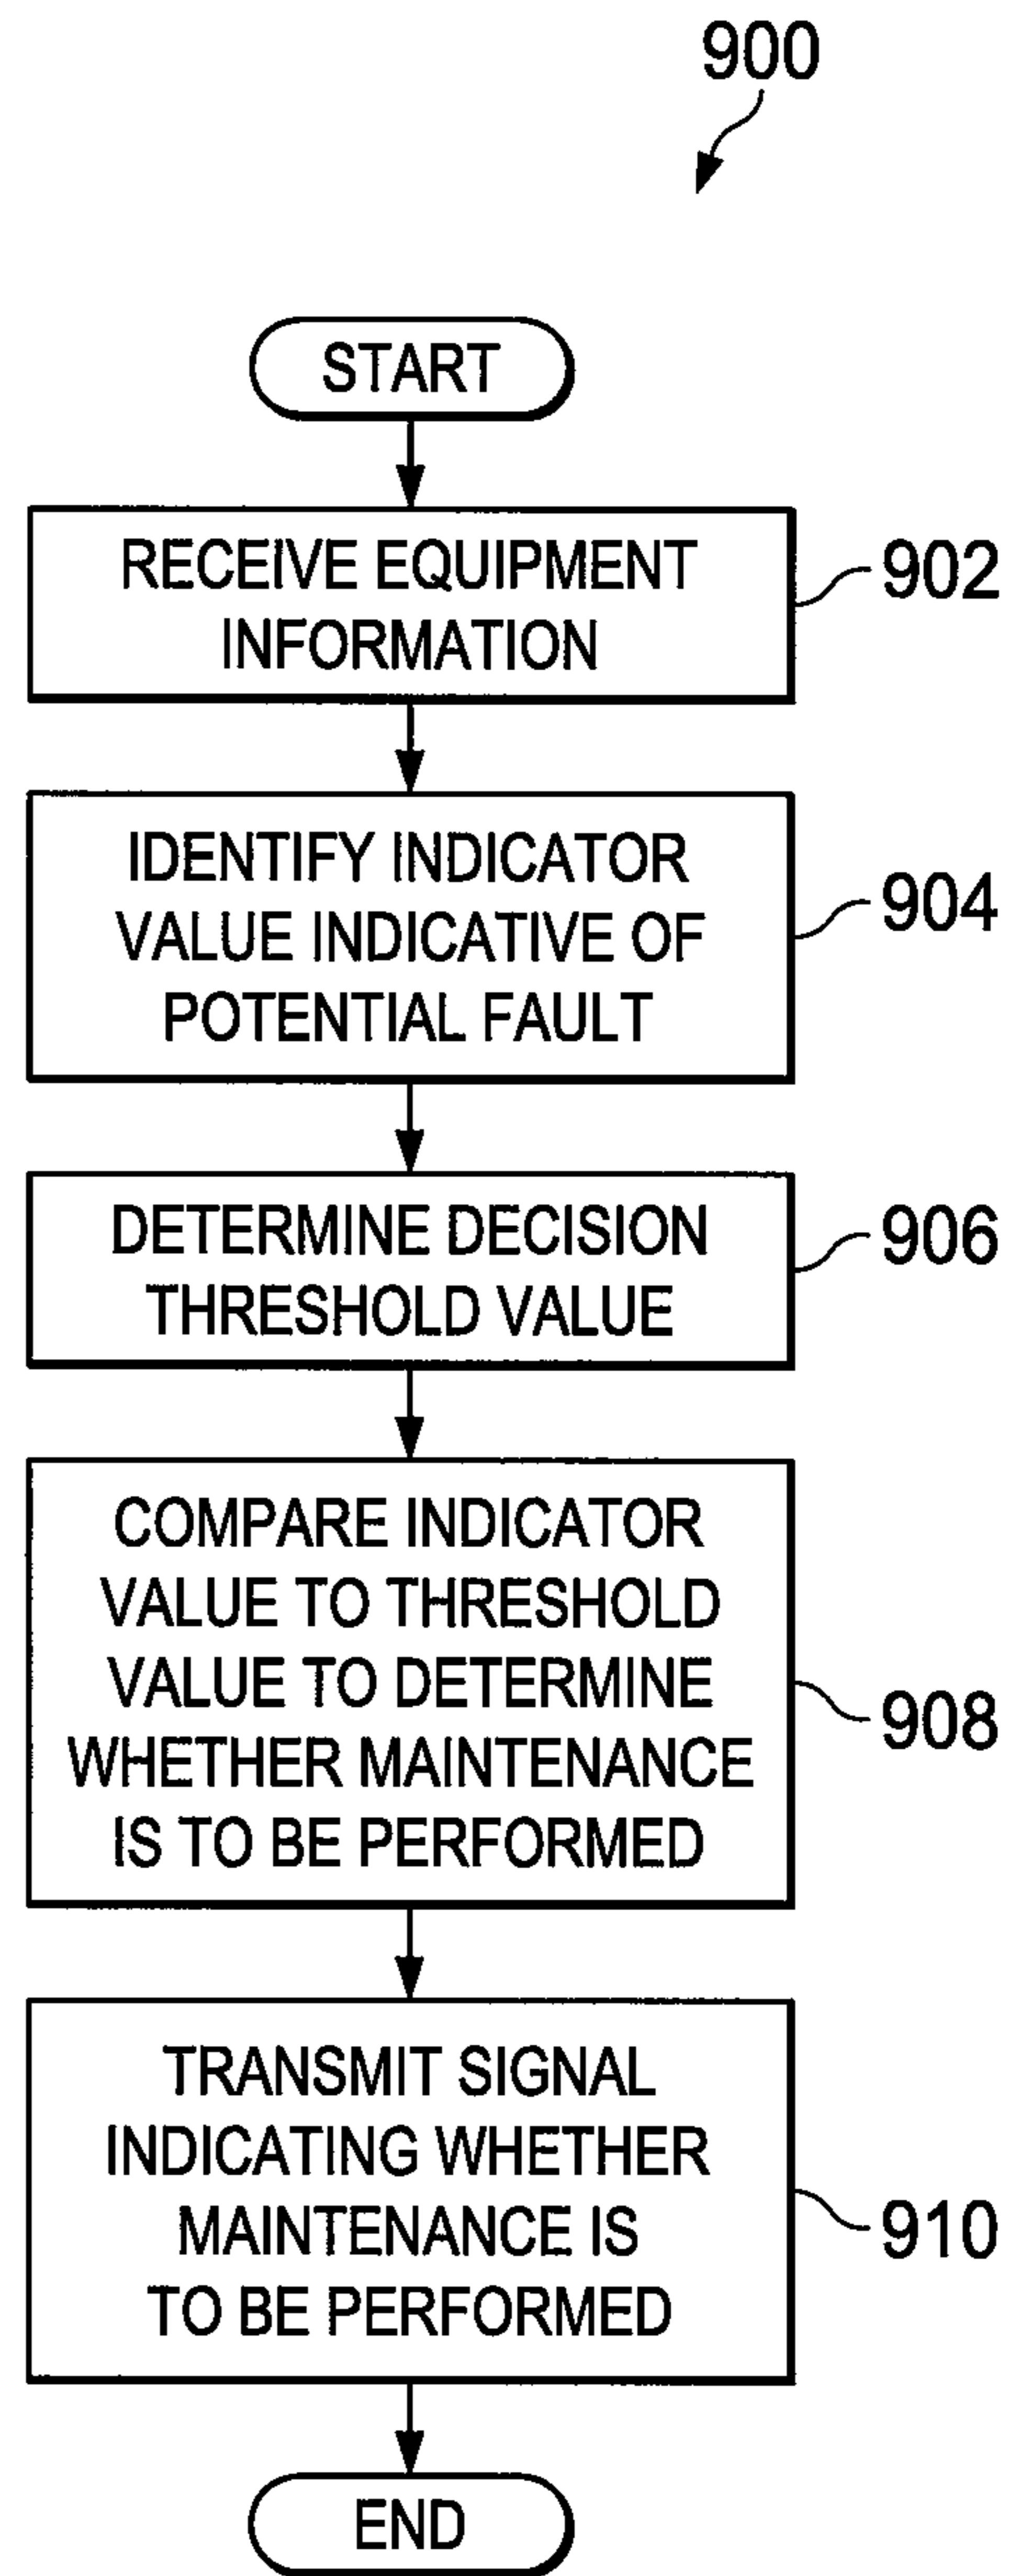 900
START
RECEIVE EQUIPMENT
INFORMATION
902
IDENTIFY INDICATOR
VALUE INDICATIVE OF
POTENTIAL FAULT
904
DETERMINE DECISION
THRESHOLD VALUE
906
COMPARE INDICATOR
VALUE TO THRESHOLD
VALUE TO DETERMINE
WHETHER MAINTENANCE
IS TO BE PERFORMED
908
TRANSMIT SIGNAL
INDICATING WHETHER
MAINTENANCE IS
TO BE PERFORMED
910
END